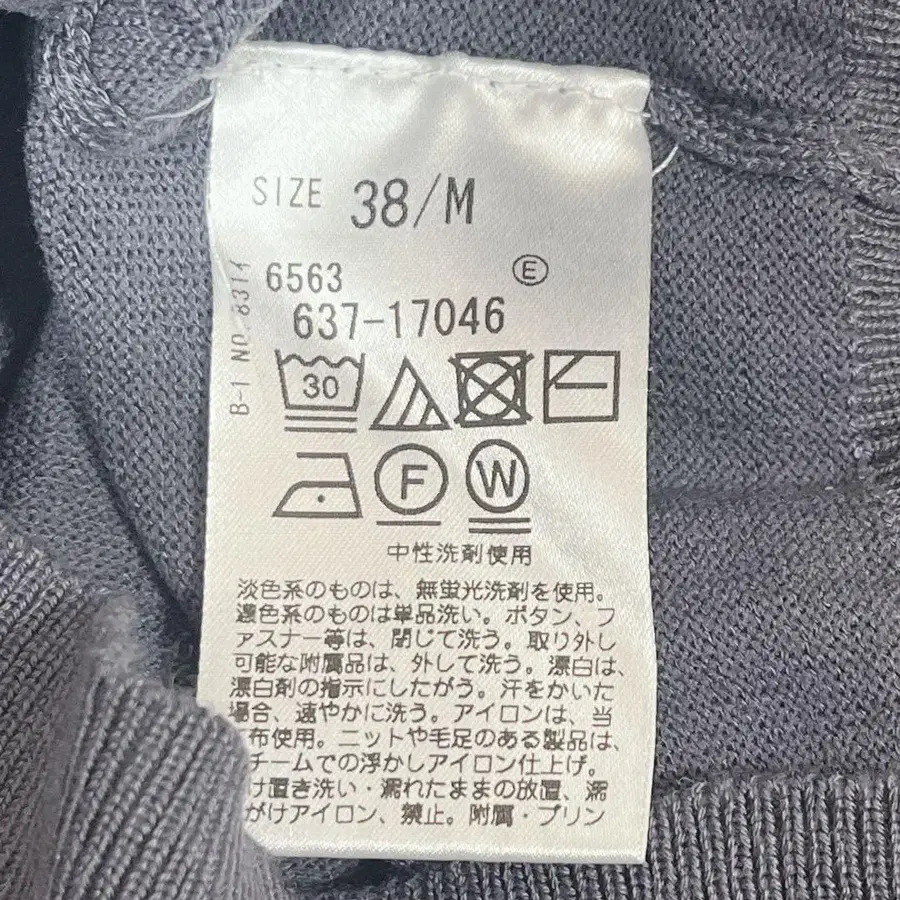 SIZE 38/M
6563 E
637-17046
B-1 NO.8311イ
30
F W
中性洗剤使用
淡色系のものは、無蛍光洗剤を使用。
濃色系のものは単品洗い。ボタン、フ
ァスナー等は、閉じて洗う。取り外し
可能な附属品は、外して洗う。漂白は、
漂白剤の指示にしたがう。汗をかいた
場合、速やかに洗う。アイロンは、当
布使用。ニットや毛足のある製品は、
チームでの浮かしアイロン仕上げ。
け置き洗い・濡れたままの放置、濡
がけアイロン、禁止。附属・プリン